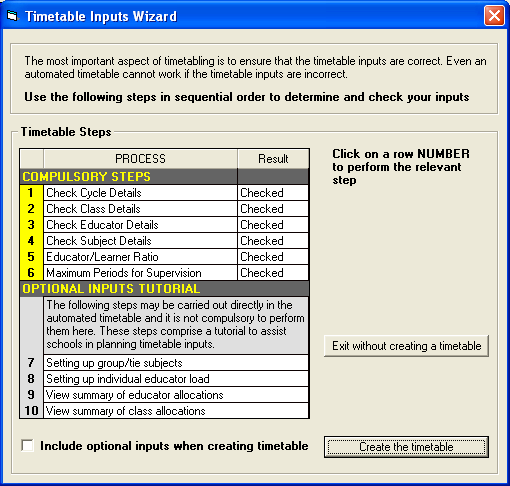 Timetable Inputs Wizard
The most important aspect of timetabling is to ensure that the timetable inputs are correct. Even an
automated timetable cannot work if the timetable inputs are incorrect.
Use the following steps in sequential order to determine and check your inputs
Timetable Steps
PROCESS Result
COMPULSORY STEPS
1 Check Cycle Details Checked
2 Check Class Details Checked
3 Check Educator Details Checked
4 Check Subject Details Checked
5 Educator/Learner Ratio Checked
6 Maximum Periods for Supervision Checked
OPTIONAL INPUTS TUTORIAL
The following steps may be carried out directly in the
automated timetable and it is not compulsory to perform
them here. These steps comprise a tutorial to assist
schools in planning timetable inputs.
7 Setting up group/tie subjects
8 Setting up individual educator load
9 View summary of educator allocations
10 View summary of class allocations
Click on a row NUMBER
to perform the relevant
step
Exit without creating a timetable
Include optional inputs when creating timetable
Create the timetable